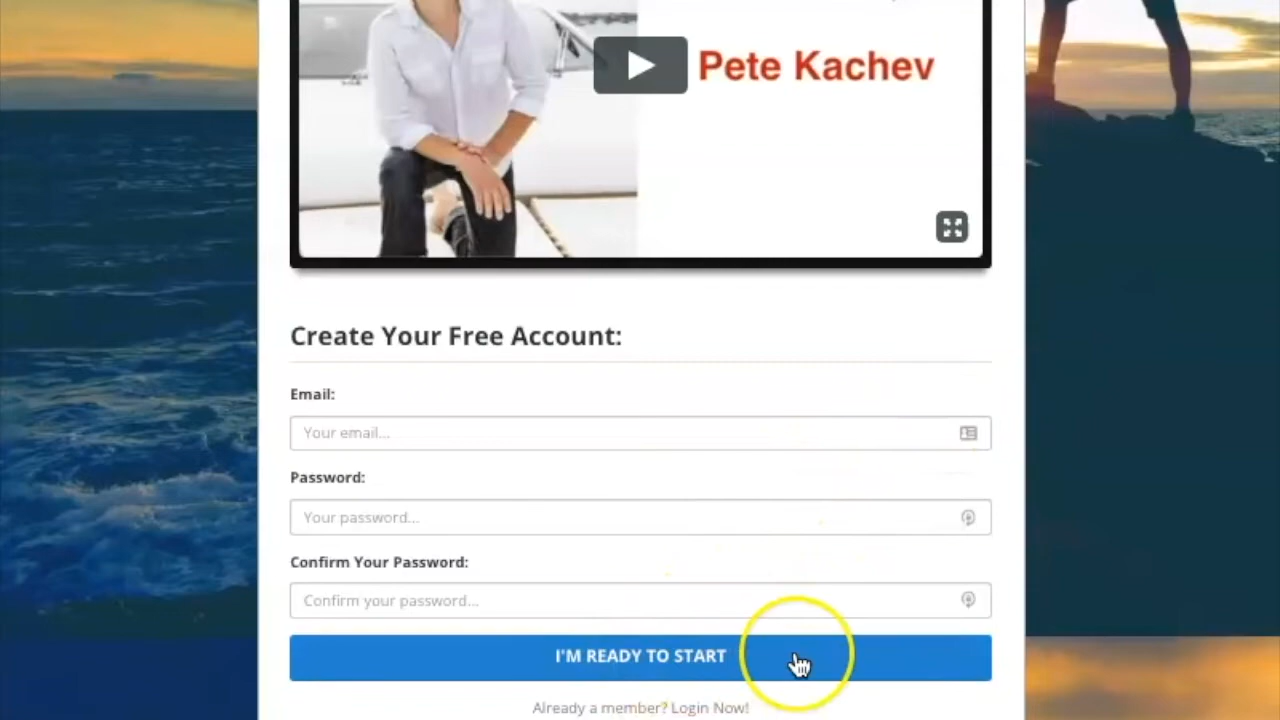 Pete Kachev
Create Your Free Account:
Email:
Your email...
Password:
Your password...
Confirm Your Password:
Confirm your password...
I'M READY TO START
Already a member? Login Now!